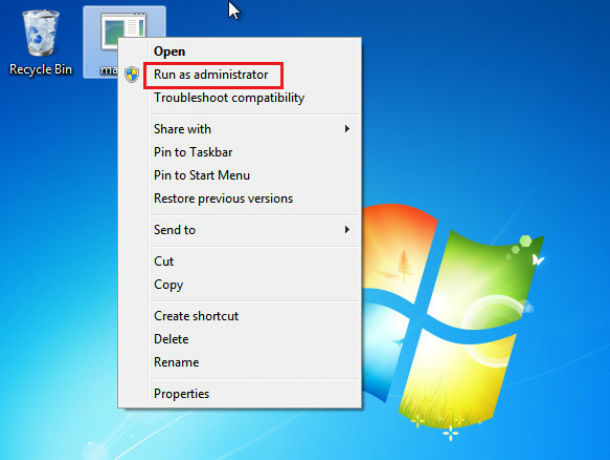 Recycle Bin
Open
Run as administrator
Troubleshoot compatibility
Share with
Pin to Taskbar
Pin to Start Menu
Restore previous versions
Send to
Cut
Copy
Create shortcut
Delete
Rename
Properties